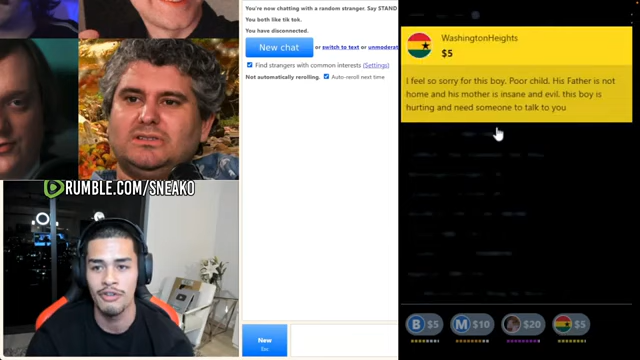 You're now chatting with a random stranger. Say STAND
You both like tik tok.
You have disconnected.
New chat
or switch to text or unmoderat
Find strangers with common interests (Settings)
Not automatically rerolling.
Auto-reroll next time
RUMBLE.COM/SNEAKO
New
Esc
WashingtonHeights
$5
I feel so sorry for this boy. Poor child. His Father is not
home and his mother is insane and evil. this boy is
hurting and need someone to talk to you
B $5
M $10
$20
$5